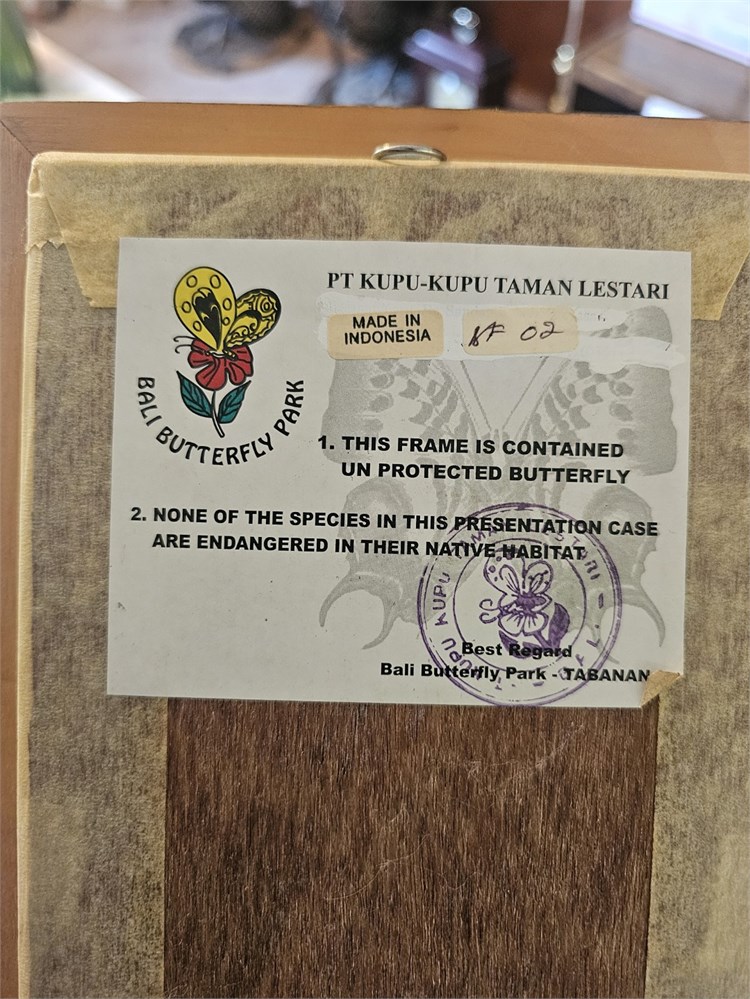 PT KUPU-KUPU TAMAN LESTARI
MADE IN
INDONESIA
02
BALI BUTTERFLY PARK
1. THIS FRAME IS CONTAINED
UN PROTECTED BUTTERFLY
2. NONE OF THE SPECIES IN THIS PRESENTATION CASE
ARE ENDANGERED IN THEIR NATIVE HABITAT
KUPU KUPU
Best Regard
Bali Butterfly Park - TABANAN